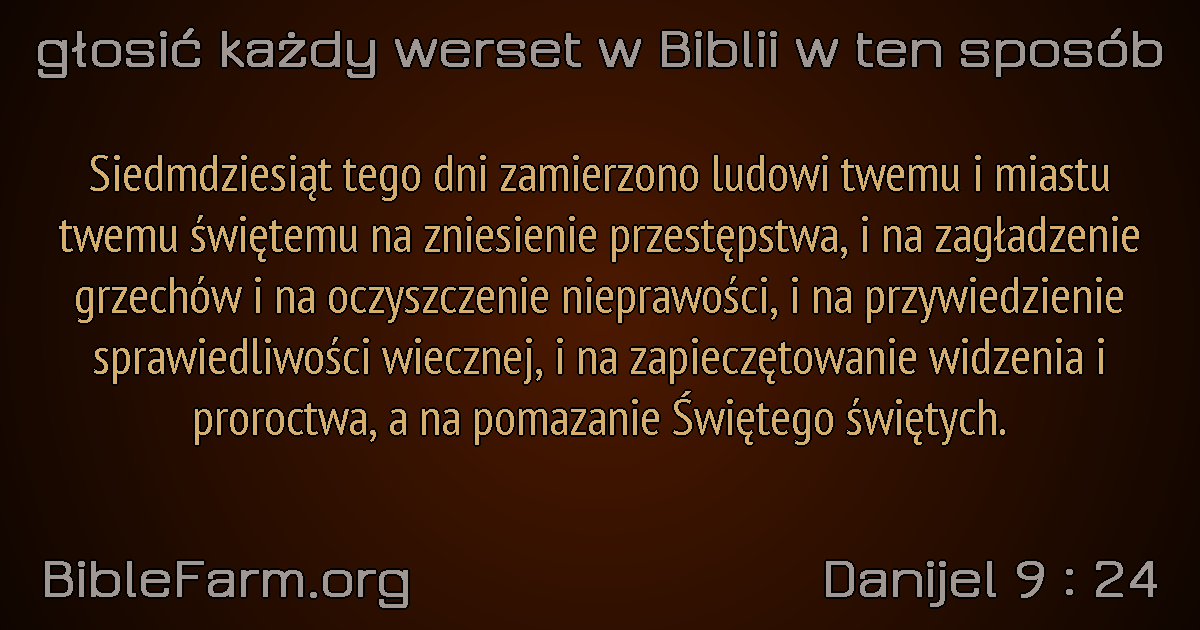 głosić każdy werset w Biblii w ten sposób
Siedmdziesiąt tego dni zamierzono ludowi twemu i miastu
twemu świętemu na zniesienie przestępstwa, i na zagładzenie
grzechów i na oczyszczenie nieprawości, i na przywiedzienie
sprawiedliwości wiecznej, i na zapieczętowanie widzenia i
proroctwa, a na pomazanie Świętego świętych.
BibleFarm.org
Danijel 9 : 24